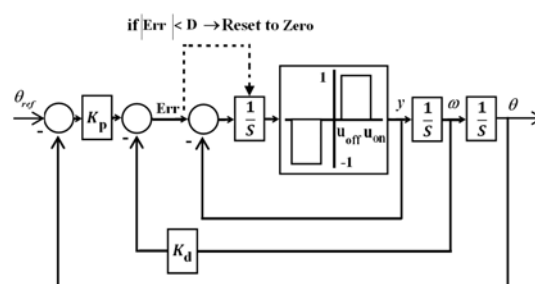 if |Err| < D → Reset to Zero
θref
-
Kp
-
Err
-
1/S
1
uoff uon
-1
y
1/S
ω
1/S
θ
Kd